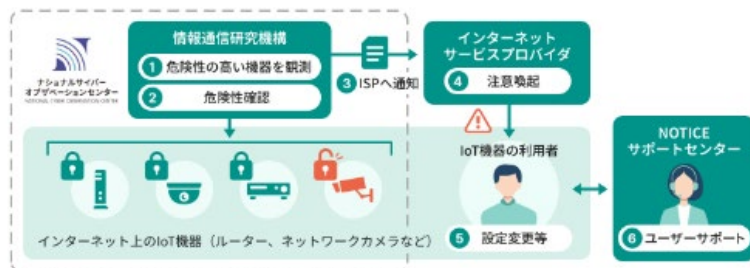 情報通信研究機構
1 危険性の高い機器を観測
2 危険性確認
ナショナルサイバー
オブザベーションセンター
NATIONAL CYBER OBSERVATION CENTER
3 ISPへ通知
インターネット
サービスプロバイダ
4 注意喚起
インターネット上のIoT機器（ルーター、ネットワークカメラなど）
IoT機器の利用者
5 設定変更等
NOTICE
サポートセンター
6 ユーザーサポート